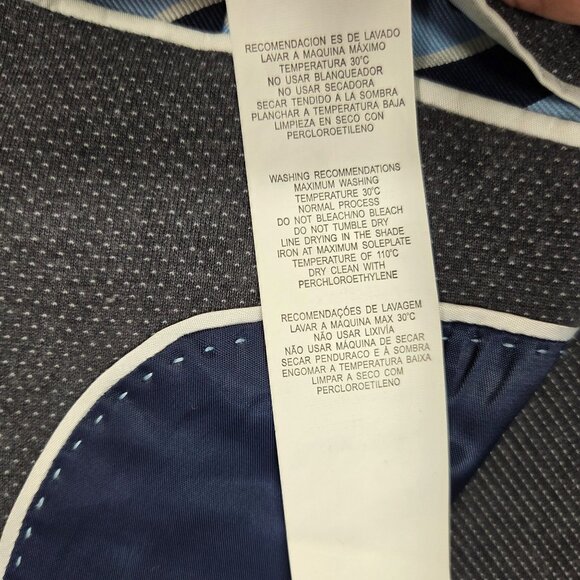 RECOMENDACION ES DE LAVADO
LAVAR A MAQUINA MÁXIMO
TEMPERATURA 30°C
NO USAR BLANQUEADOR
NO USAR SECADORA
SECAR TENDIDO A LA SOMBRA
PLANCHAR A TEMPERATURA BAJA
LIMPIEZA EN SECO CON
PERCLOROETILENO
WASHING RECOMMENDATIONS
MAXIMUM WASHING
TEMPERATURE 30°C
NORMAL PROCESS
DO NOT BLEACHNO BLEACH
DO NOT TUMBLE DRY
LINE DRYING IN THE SHADE
IRON AT MAXIMUM SOLEPLATE
TEMPERATURE OF 110°C
DRY CLEAN WITH
PERCHLOROETHYLENE
RECOMENDAÇÕES DE LAVAGEM
LAVAR A MAQUINA MAX 30°C
NÃO USAR LIXIVÍA
NÃO USAR MÁQUINA DE SECAR
SECAR PENDURACO E À SOMBRA
ENGOMAR A TEMPERATURA BAIXA
LIMPAR A SECO COM
PERCLOROETILENO